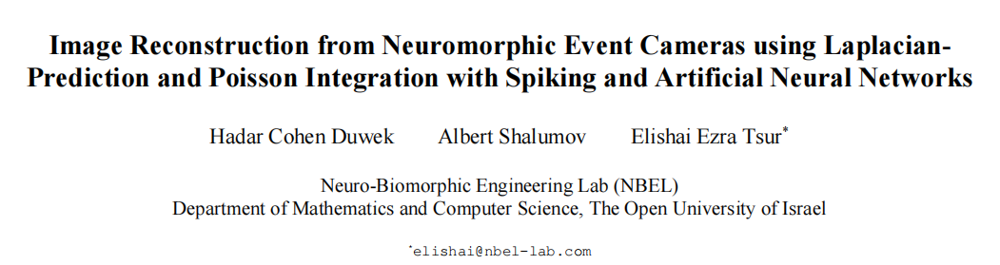 Image Reconstruction from Neuromorphic Event Cameras using Laplacian-
Prediction and Poisson Integration with Spiking and Artificial Neural Networks
Hadar Cohen Duwek Albert Shalumov Elishai Ezra Tsur*
Neuro-Biomorphic Engineering Lab (NBEL)
Department of Mathematics and Computer Science, The Open University of Israel
*elishai@nbel-lab.com